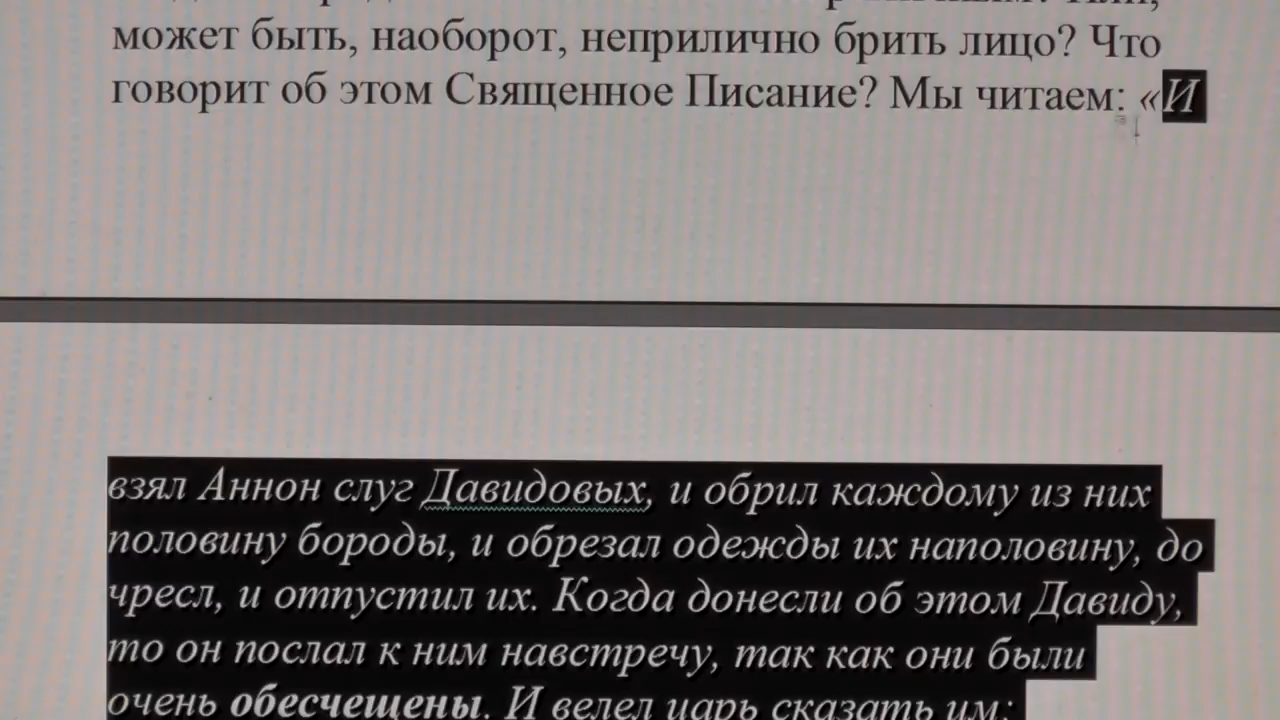 может быть, наоборот, неприлично брить лицо? Что
говорит об этом Священное Писание? Мы читаем: «И
взял Аннон слуг Давидовых, и обрил каждому из них
половину бороды, и обрезал одежды их наполовину, до
чресл, и отпустил их. Когда донесли об этом Давиду,
то он послал к ним навстречу, так как они были
очень обесчещены. И велел царь сказать им: